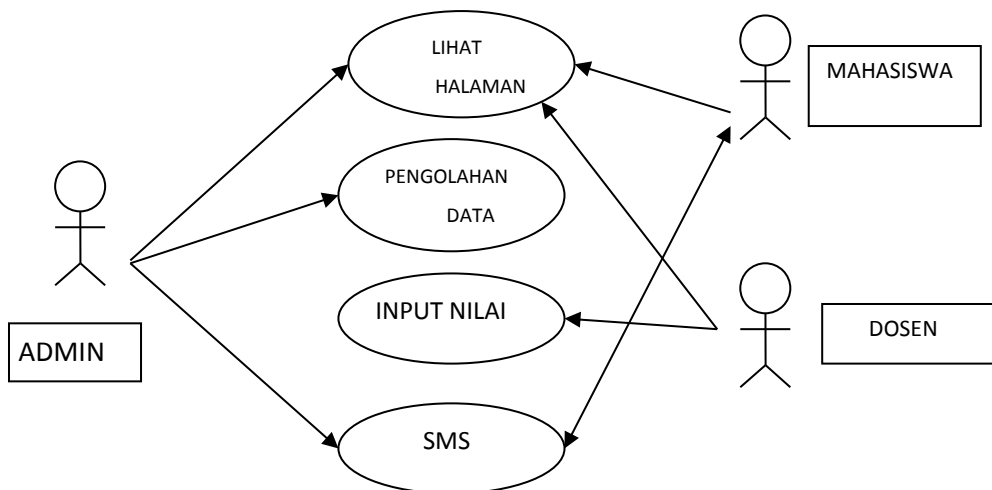 LIHAT
HALAMAN
MAHASISWA
PENGOLAHAN
DATA
INPUT NILAI
ADMIN
DOSEN
SMS